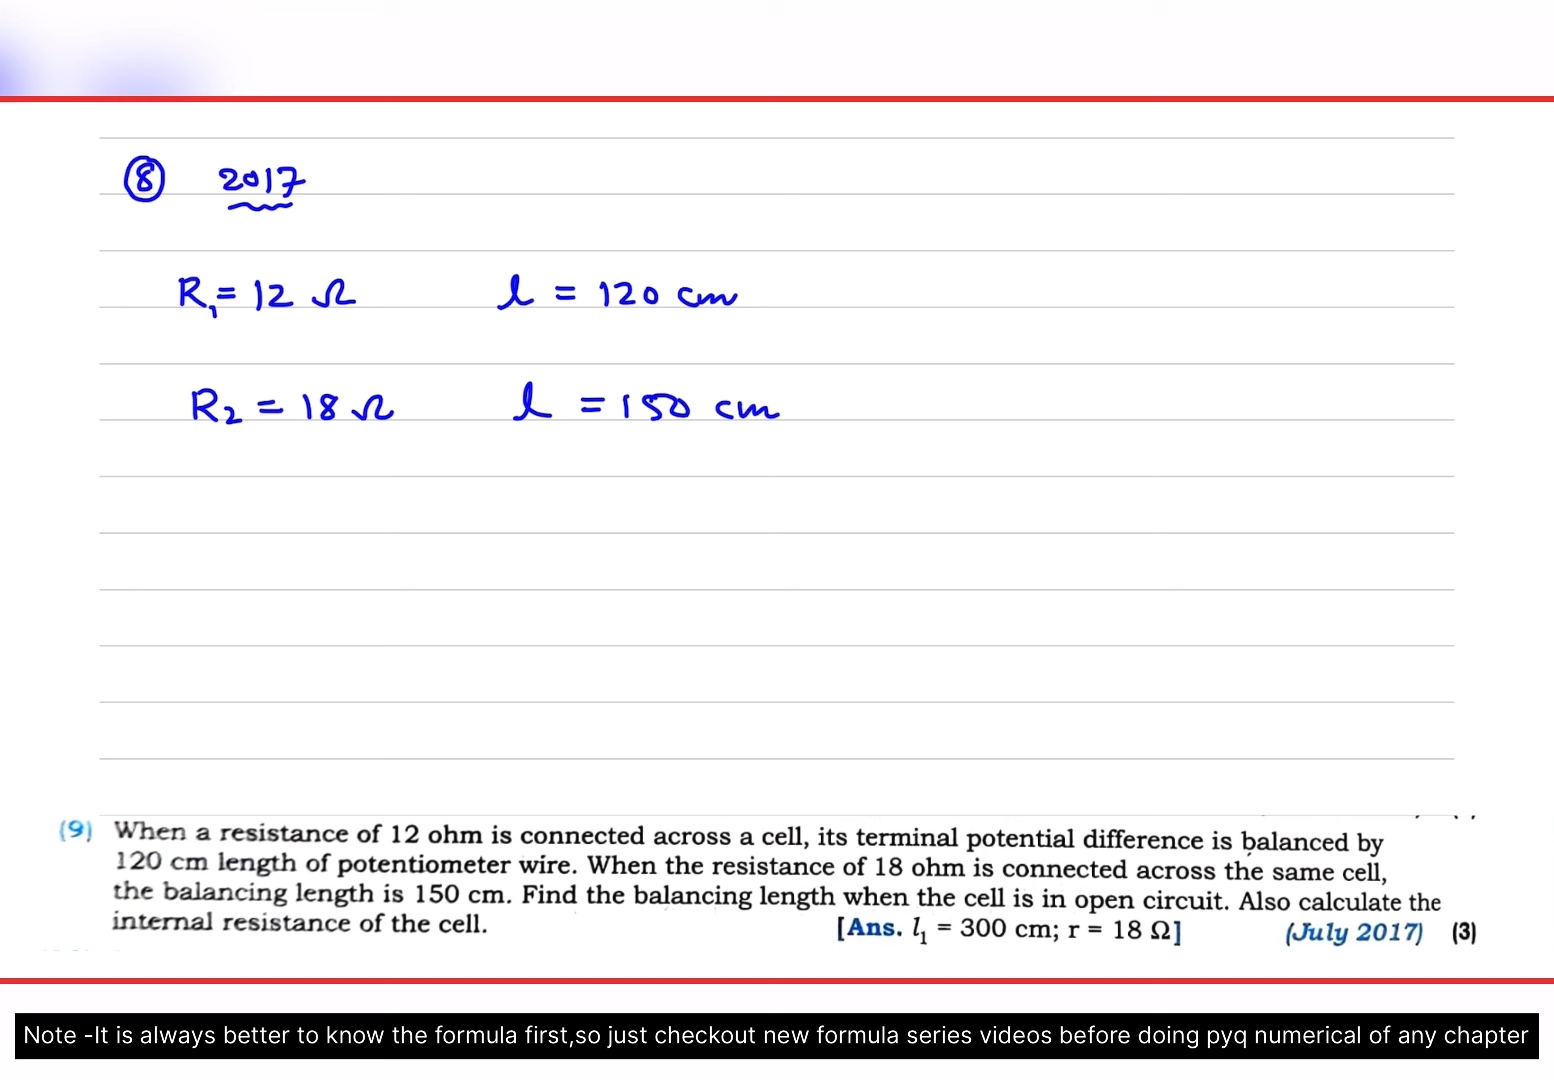 ⑧ 2017
R₁ = 12 Ω l = 120 cm
R₂ = 18 Ω l = 150 cm
(9) When a resistance of 12 ohm is connected across a cell, its terminal potential difference is balanced by
120 cm length of potentiometer wire. When the resistance of 18 ohm is connected across the same cell,
the balancing length is 150 cm. Find the balancing length when the cell is in open circuit. Also calculate the
internal resistance of the cell. [Ans. l₁ = 300 cm; r = 18 Ω] (July 2017) (3)
Note -It is always better to know the formula first,so just checkout new formula series videos before doing pyq numerical of any chapter